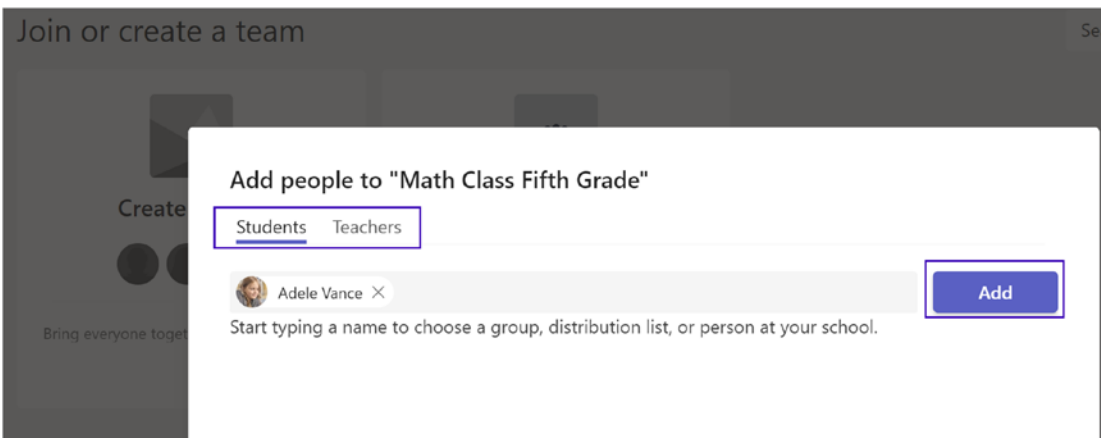 Join or create a team
Se
Create
Bring everyone toget
Add people to "Math Class Fifth Grade"
Students Teachers
Adele Vance
Add
Start typing a name to choose a group, distribution list, or person at your school.